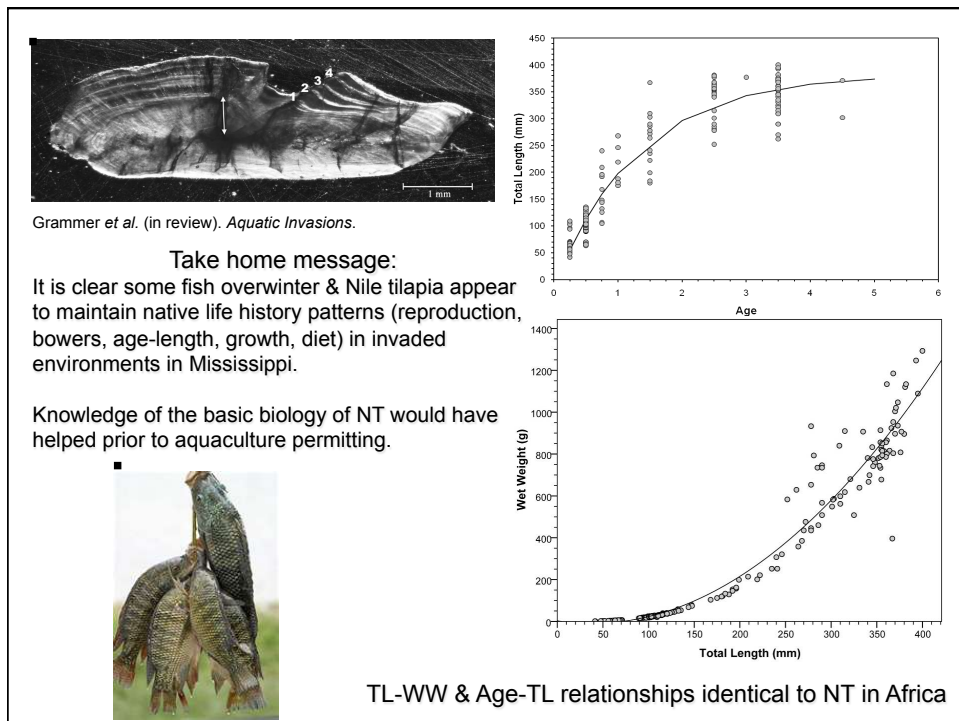 1
2
3
4
1 mm
Grammer et al. (in review). Aquatic Invasions.
Take home message:
It is clear some fish overwinter & Nile tilapia appear
to maintain native life history patterns (reproduction,
bowers, age-length, growth, diet) in invaded
environments in Mississippi.
Knowledge of the basic biology of NT would have
helped prior to aquaculture permitting.
Total Length (mm)
450
400
350
300
250
200
150
100
50
0
0 1 2 3 4 5 6
Age
Wet Weight (g)
1400
1200
1000
800
600
400
200
0
0 50 100 150 200 250 300 350 400
Total Length (mm)
TL-WW & Age-TL relationships identical to NT in Africa